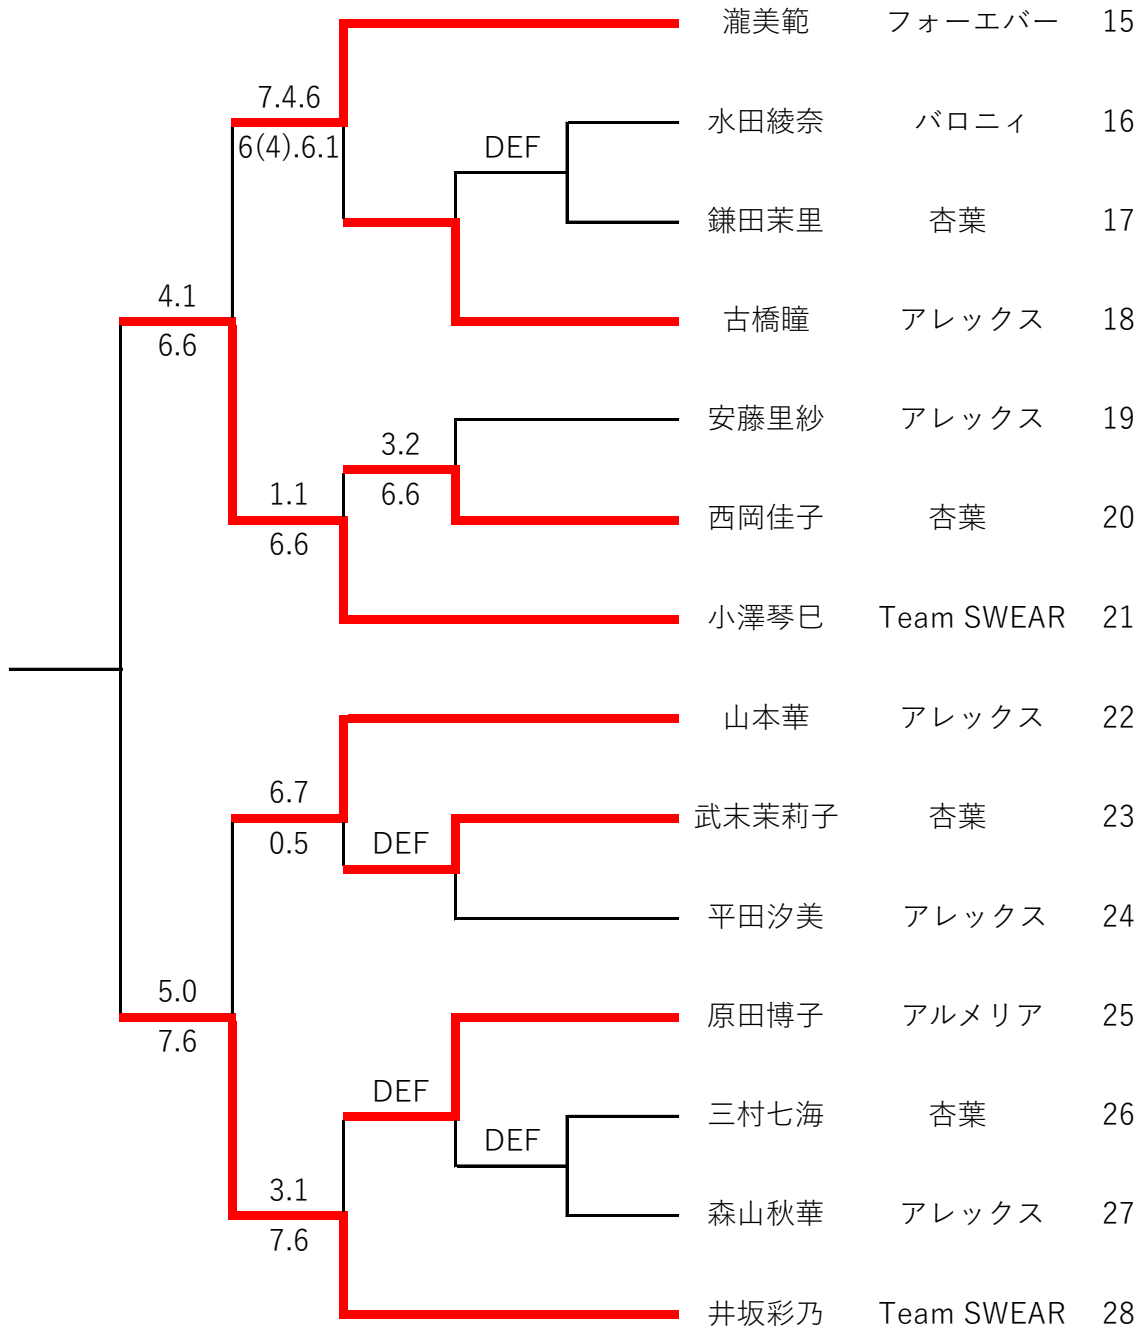 瀧美範 フォーエバー 15
7.4.6
水田綾奈 バロニィ 16
6(4).6.1
DEF
鎌田茉里 杏葉 17
4.1
古橋瞳 アレックス 18
6.6
安藤里紗 アレックス 19
3.2
1.1
6.6
西岡佳子 杏葉 20
6.6
小澤琴巳 Team SWEAR 21
山本華 アレックス 22
6.7
武末茉莉子 杏葉 23
0.5
DEF
平田汐美 アレックス 24
5.0
原田博子 アルメリア 25
7.6
DEF
三村七海 杏葉 26
DEF
3.1
森山秋華 アレックス 27
7.6
井坂彩乃 Team SWEAR 28